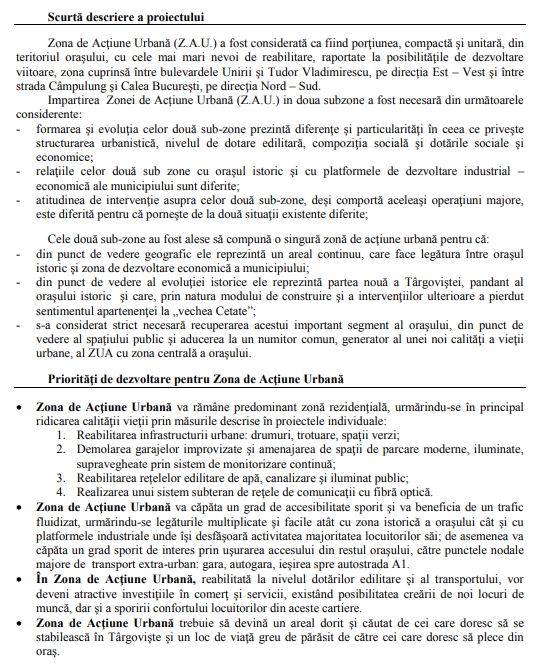 Scurtă descriere a proiectului
Zona de Acţiune Urbană (Z.A.U.) a fost considerată ca fiind porţiunea, compactă şi unitară, din
teritoriul oraşului, cu cele mai mari nevoi de reabilitare, raportate la posibilităţile de dezvoltare
viitoare, zona cuprinsă între bulevardele Unirii şi Tudor Vladimirescu, pe direcţia Est – Vest şi între
strada Câmpulung şi Calea Bucureşti, pe direcţia Nord – Sud.
Impartirea Zonei de Acţiune Urbană (Z.A.U.) in doua subzone a fost necesară din următoarele
considerente:
- formarea şi evoluţia celor două sub-zone prezintă diferenţe şi particularităţi în ceea ce priveşte
structurarea urbanistică, nivelul de dotare edilitară, compoziţia socială şi dotările sociale şi
economice;
- relaţiile celor două sub zone cu oraşul istoric şi cu platformele de dezvoltare industrial –
economică ale municipiului sunt diferite;
- atitudinea de intervenţie asupra celor două sub-zone, deşi comportă aceleaşi operaţiuni majore,
este diferită pentru că porneşte de la două situaţii existente diferite;
Cele două sub-zone au fost alese să compună o singură zonă de acţiune urbană pentru că:
- din punct de vedere geografic ele reprezintă un areal continuu, care face legătura între oraşul
istoric şi zona de dezvoltare economică a municipiului;
- din punct de vedere al evoluţiei istorice ele reprezintă partea nouă a Târgoviştei, pandant al
oraşului istoric şi care, prin natura modului de construire şi a intervenţiilor ulterioare a pierdut
sentimentul apartenenţei la „vechea Cetate”;
- s-a considerat strict necesară recuperarea acestui important segment al oraşului, din punct de
vedere al spaţiului public şi aducerea la un numitor comun, generator al unei noi calităţi a vieţii
urbane, al ZUA cu zona centrală a oraşului.
Priorităţi de dezvoltare pentru Zona de Acţiune Urbană
• Zona de Acţiune Urbană va rămâne predominant zonă rezidenţială, urmărindu-se în principal
ridicarea calităţii vieţii prin măsurile descrise în proiectele individuale:
1. Reabilitarea infrastructurii urbane: drumuri, trotuare, spaţii verzi;
2. Demolarea garajelor improvizate şi amenajarea de spaţii de parcare moderne, iluminate,
supravegheate prin sistem de monitorizare continuă;
3. Reabilitarea reţelelor edilitare de apă, canalizare şi iluminat public;
4. Realizarea unui sistem subteran de reţele de comunicaţii cu fibră optică.
• Zona de Acţiune Urbană va căpăta un grad de accesibilitate sporit şi va beneficia de un trafic
fluidizat, urmărindu-se legăturile multiplicate şi facile atât cu zona istorică a oraşului cât şi cu
platformele industriale unde îşi desfăşoară activitatea majoritatea locuitorilor săi; de asemenea va
căpăta un grad sporit de interes prin uşurarea accesului din restul oraşului, către punctele nodale
majore de transport extra-urban: gara, autogara, ieşirea spre autostrada A1.
• În Zona de Acţiune Urbană, reabilitată la nivelul dotărilor edilitare şi al transportului, vor
deveni atractive investiţiile în comerţ şi servicii, existând posibilitatea creării de noi locuri de
muncă, dar şi a sporirii confortului locuitorilor din aceste cartiere.
• Zona de Acţiune Urbană trebuie să devină un areal dorit şi căutat de cei care doresc să se
stabilească în Târgovişte şi un loc de viaţă greu de părăsit de către cei care doresc să plece din
oraş.